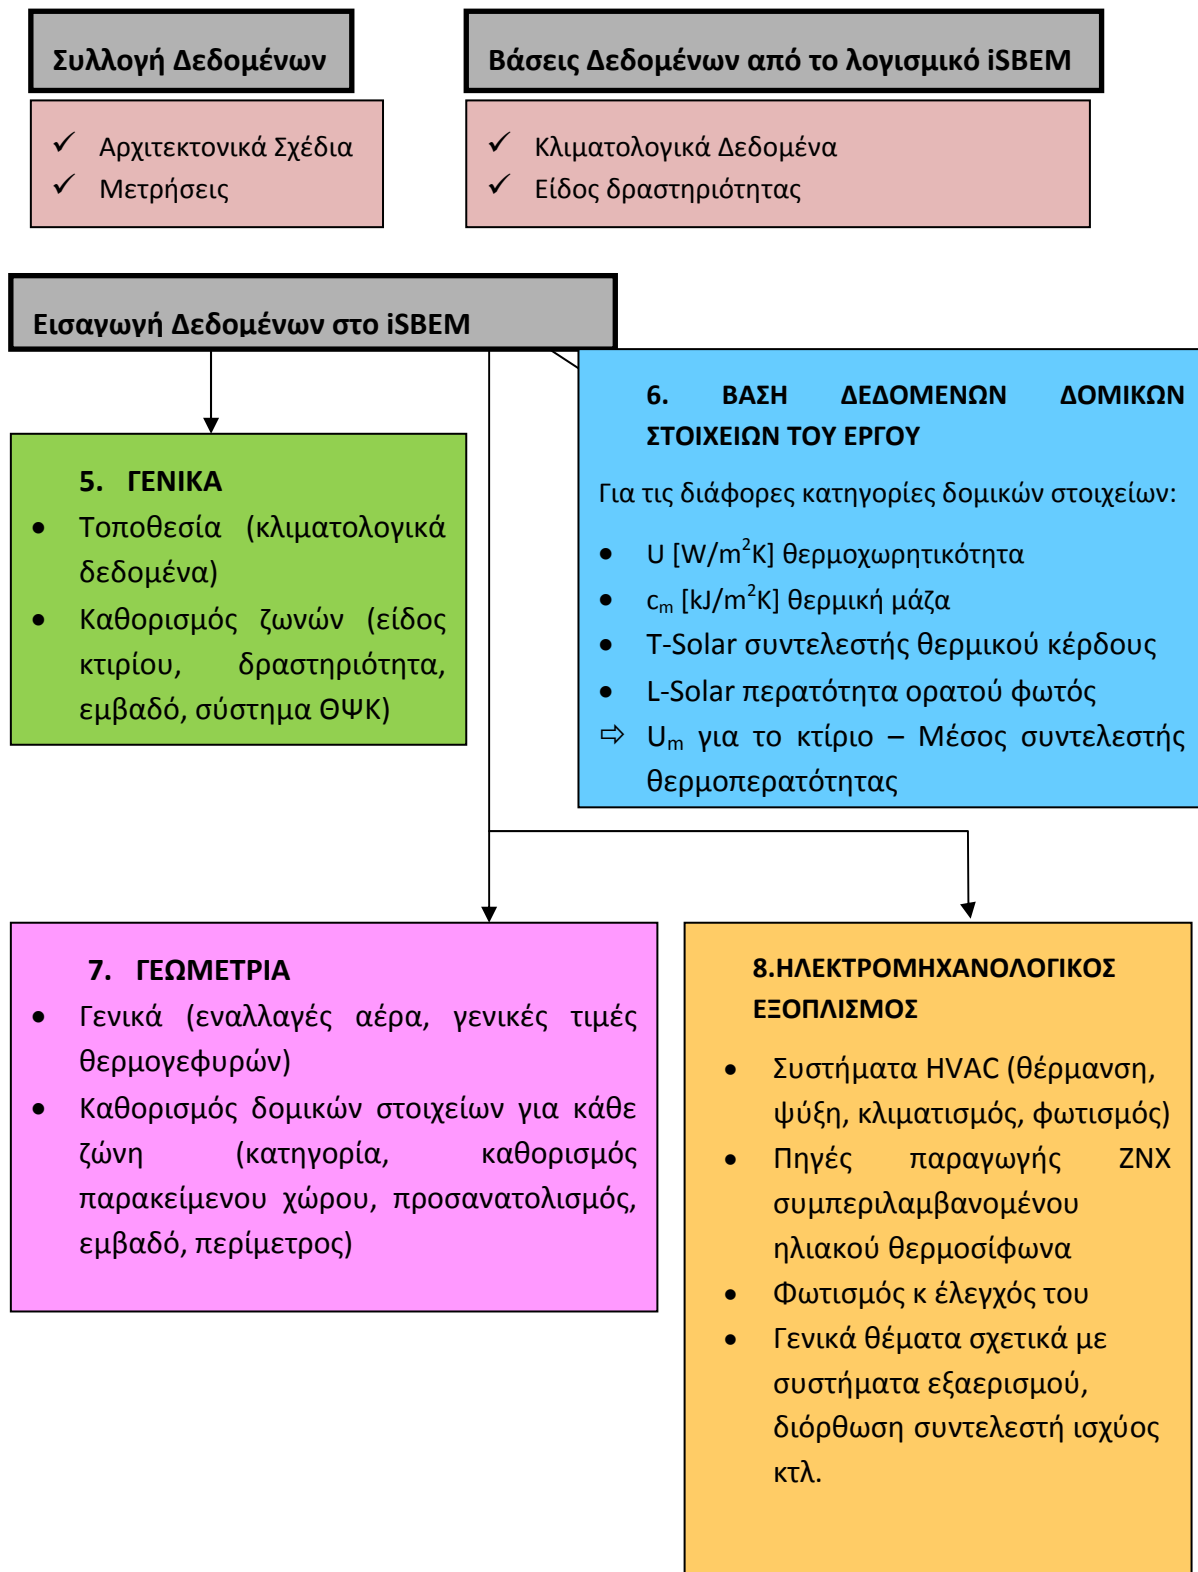 Συλλογή Δεδομένων
Βάσεις Δεδομένων από το λογισμικό iSBEM
✓ Αρχιτεκτονικά Σχέδια
✓ Μετρήσεις
✓ Κλιματολογικά Δεδομένα
✓ Είδος δραστηριότητας
Εισαγωγή Δεδομένων στο iSBEM
5. ΓΕΝΙΚΑ
• Τοποθεσία (κλιματολογικά
δεδομένα)
• Καθορισμός ζωνών (είδος
κτιρίου, δραστηριότητα,
εμβαδό, σύστημα ΘΨΚ)
6. ΒΑΣΗ ΔΕΔΟΜΕΝΩΝ ΔΟΜΙΚΩΝ
ΣΤΟΙΧΕΙΩΝ ΤΟΥ ΕΡΓΟΥ
Για τις διάφορες κατηγορίες δομικών στοιχείων:
• U [W/m²K] θερμοχωρητικότητα
• cₘ [kJ/m²K] θερμική μάζα
• T-Solar συντελεστής θερμικού κέρδους
• L-Solar περατότητα ορατού φωτός
⇨ Uₘ για το κτίριο – Μέσος συντελεστής
θερμοπερατότητας
7. ΓΕΩΜΕΤΡΙΑ
• Γενικά (εναλλαγές αέρα, γενικές τιμές
θερμογεφυρών)
• Καθορισμός δομικών στοιχείων για κάθε
ζώνη (κατηγορία, καθορισμός
παρακείμενου χώρου, προσανατολισμός,
εμβαδό, περίμετρος)
8.ΗΛΕΚΤΡΟΜΗΧΑΝΟΛΟΓΙΚΟΣ
ΕΞΟΠΛΙΣΜΟΣ
• Συστήματα HVAC (θέρμανση,
ψύξη, κλιματισμός, φωτισμός)
• Πηγές παραγωγής ΖΝΧ
συμπεριλαμβανομένου
ηλιακού θερμοσίφωνα
• Φωτισμός κ έλεγχός του
• Γενικά θέματα σχετικά με
συστήματα εξαερισμού,
διόρθωση συντελεστή ισχύος
κτλ.